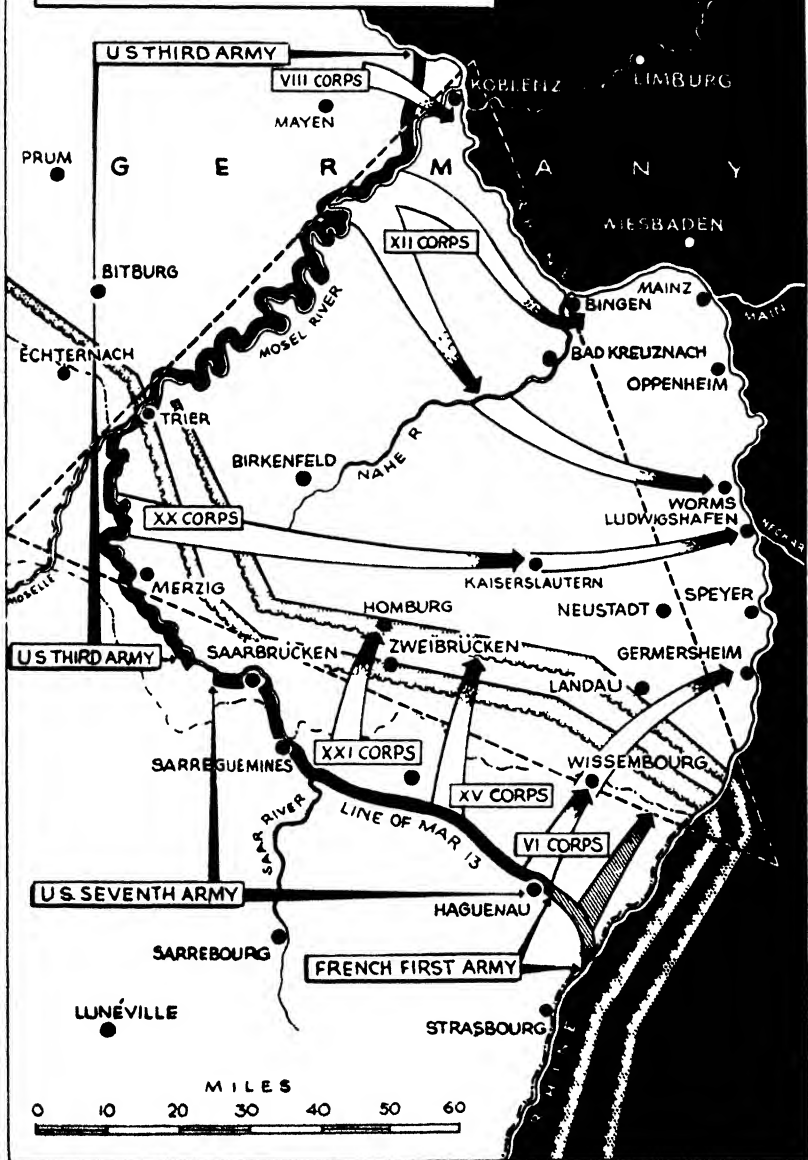 US THIRD ARMY
VIII CORPS
KOBLENZ
LIMBURG
MAYEN
PRUM
G E R M A N Y
XII CORPS
WIESBADEN
BITBURG
MAINZ
BINGEN
MAIN
MOSEL RIVER
ECHTERNACH
BAD KREUZNACH
OPPENHEIM
TRIER
BIRKENFELD
NAHE R
WORMS
XX CORPS
LUDWIGSHAFEN
NECKAR
MOSELLE
MERZIG
KAISERSLAUTERN
HOMBURG
NEUSTADT
SPEYER
US THIRD ARMY
SAARBRÜCKEN
ZWEIBRÜCKEN
GERMERSHEIM
LANDAU
SARREGUEMINES
XXI CORPS
WISSEMBOURG
XV CORPS
LINE OF MAR 13
SAAR RIVER
VI CORPS
U.S. SEVENTH ARMY
HAGUENAU
SARREBOURG
FRENCH FIRST ARMY
LUNÉVILLE
STRASBOURG
RHINE
MILES
0 10 20 30 40 50 60